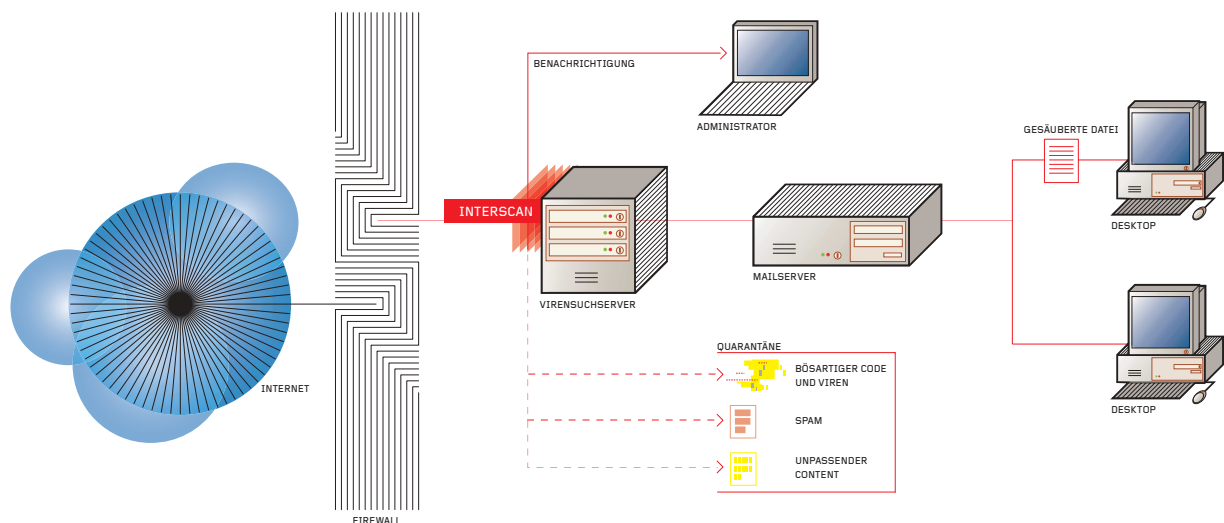 BENACHRICHTIGUNG
ADMINISTRATOR
GESÄUBERTE DATEI
INTERSCAN
DESKTOP
MAILSERVER
VIRENSUCHSERVER
INTERNET
QUARANTÄNE
BÖSARTIGER CODE
UND VIREN
SPAM
DESKTOP
UNPASSENDER
CONTENT
FIREWALL